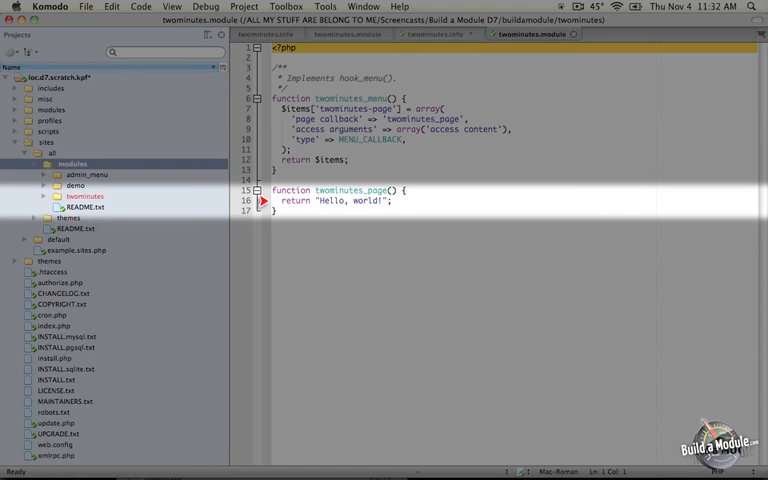 Komodo File Edit Code View Debug Project Toolbox Tools Window Help 45° Thu Nov 4 11:32 AM
twominutes.module (/ALL MY STUFF ARE BELONG TO ME/Screencasts/Build a Module D7/buildamodule/twominutes)
Projects
twominutes.info twominutes.module twominutes.info * twominutes.module
Name
loc.d7.scratch.kpf*
includes
misc
modules
profiles
scripts
sites
all
modules
admin_menu
demo
twominutes
README.txt
themes
README.txt
default
example.sites.php
themes
.htaccess
authorize.php
CHANGELOG.txt
COPYRIGHT.txt
cron.php
index.php
INSTALL.mysql.txt
INSTALL.pgsql.txt
install.php
INSTALL.sqlite.txt
INSTALL.txt
LICENSE.txt
MAINTAINERS.txt
robots.txt
update.php
UPGRADE.txt
web.config
xmlrpc.php
1 <?php
2
3 /**
4 * Implements hook_menu().
5 */
6 function twominutes_menu() {
7 $items['twominutes-page'] = array(
8 'page callback' => 'twominutes_page',
9 'access arguments' => array('access content'),
10 'type' => MENU_CALLBACK,
11 );
12 return $items;
13 }
14
15 function twominutes_page() {
16 return "Hello, world!";
17 }
Build a Module.com
Ready Mac-Roman Ln: 1 Col: 1 PHP